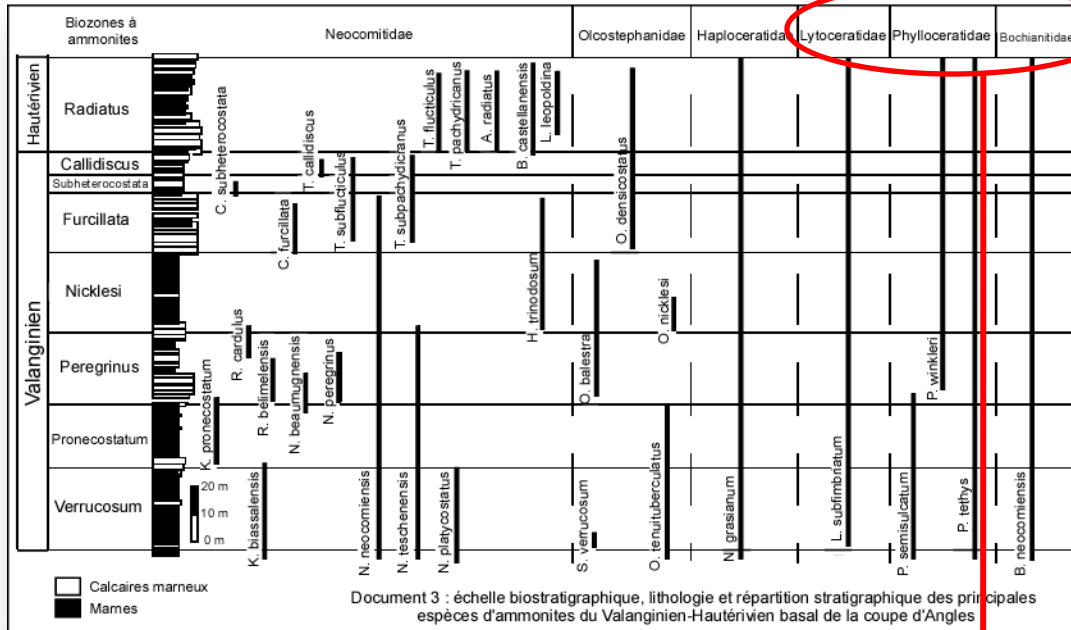 Biozones à
ammonites
Neocomitidae
Olcostephanidae
Haploceratidae
Lytoceratidae
Phylloceratidae
Bochianitidae
Hautérivien
Radiatus
Valanginien
Callidiscus
Subheterocostata
Furcillata
Nicklesi
Peregrinus
Pronecostatum
Verrucosum
20 m
10 m
0 m
K. pronecostatum
C. subheterocostata
R. cardulus
K. biassalensis
R. belimelensis
C. furcillata
N. beaumugnensis
T. callidiscus
N. peregrinus
T. subflucticulus
N. neocomiensis
T. subpachydicranus
N. teschenensis
T. flucticulus
N. platycostatus
T. pachydricanus
A. radiatus
B. castellanensis
H. trinodosum
L. leopoldina
S. verrucosum
O. balestra
O. densicostatus
O. tenuituberculatus
O. nicklesi
N. grasianum
L. subfimbriatum
P. semisulcatum
P. winkleri
P. tethys
B. neocomiensis
Calcaires marneux
Marnes
Document 3 : échelle biostratigraphique, lithologie et répartition stratigraphique des principales
espèces d'ammonites du Valanginien-Hautérivien basal de la coupe d'Angles